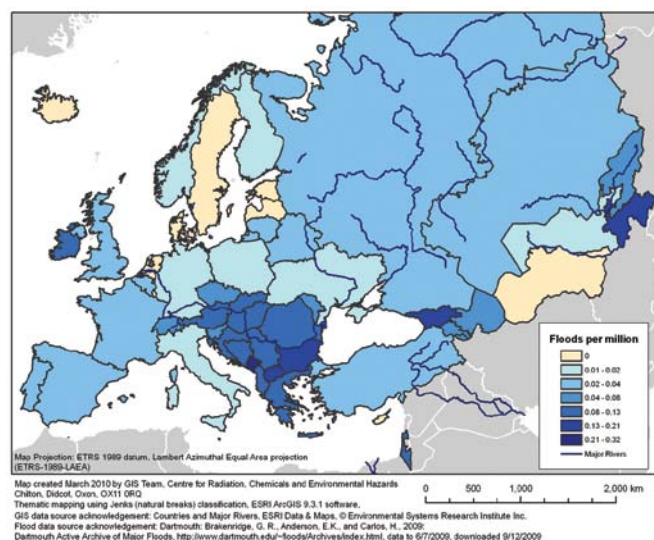 Floods per million
0
0.01 - 0.02
0.02 - 0.04
0.04 - 0.08
0.08 - 0.13
0.13 - 0.21
0.21 - 0.32
Major Rivers
Map Projection: ETRS 1989 datum, Lambert Azimuthal Equal Area projection
(ETRS-1989-LAEA)
Map created March 2010 by GIS Team, Centre for Radiation, Chemicals and Environmental Hazards
Chilton, Didcot, Oxon, OX11 0RQ
Thematic mapping using Jenks (natural breaks) classification, ESRI ArcGIS 9.3.1 software,
0 500 1,000 2,000 km
GIS data source acknowledgement: Countries and Major Rivers, ESRI Data & Maps, © Environmental Systems Research Institute Inc.
Flood data source acknowledgement: Dartmouth: Brakenridge, G. R., Anderson, E.K., and Carlos, H., 2009:
Dartmouth Active Archive of Major Floods, http://www.dartmouth.edu/~floods/Archives/index.html, data to 6/7/2009, downloaded 9/12/2009